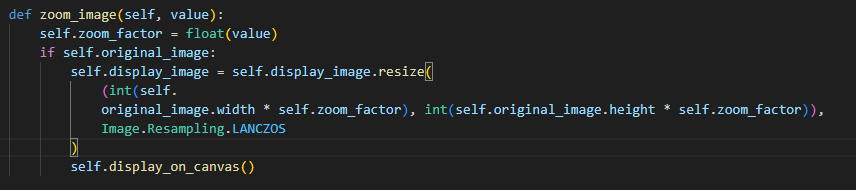 def zoom_image(self, value):
    self.zoom_factor = float(value)
    if self.original_image:
        self.display_image = self.display_image.resize(
            (int(self.
            original_image.width * self.zoom_factor), int(self.original_image.height * self.zoom_factor)),
            Image.Resampling.LANCZOS
        )
        self.display_on_canvas()